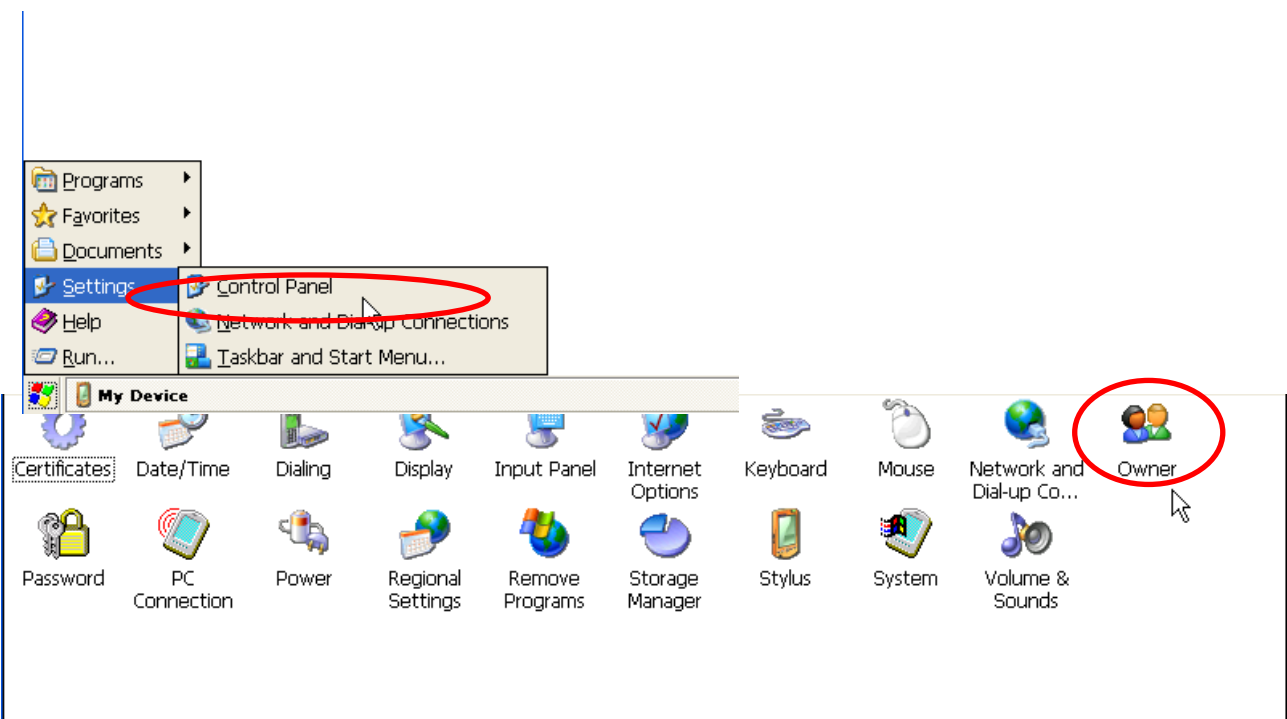 Programs
Favorites
Documents
Settings
Control Panel
Help
Network and Dial-up Connections
Run...
Taskbar and Start Menu...
My Device
Certificates
Date/Time
Dialing
Display
Input Panel
Internet
Options
Keyboard
Mouse
Network and
Dial-up Co...
Owner
Password
PC
Connection
Power
Regional
Settings
Remove
Programs
Storage
Manager
Stylus
System
Volume &
Sounds